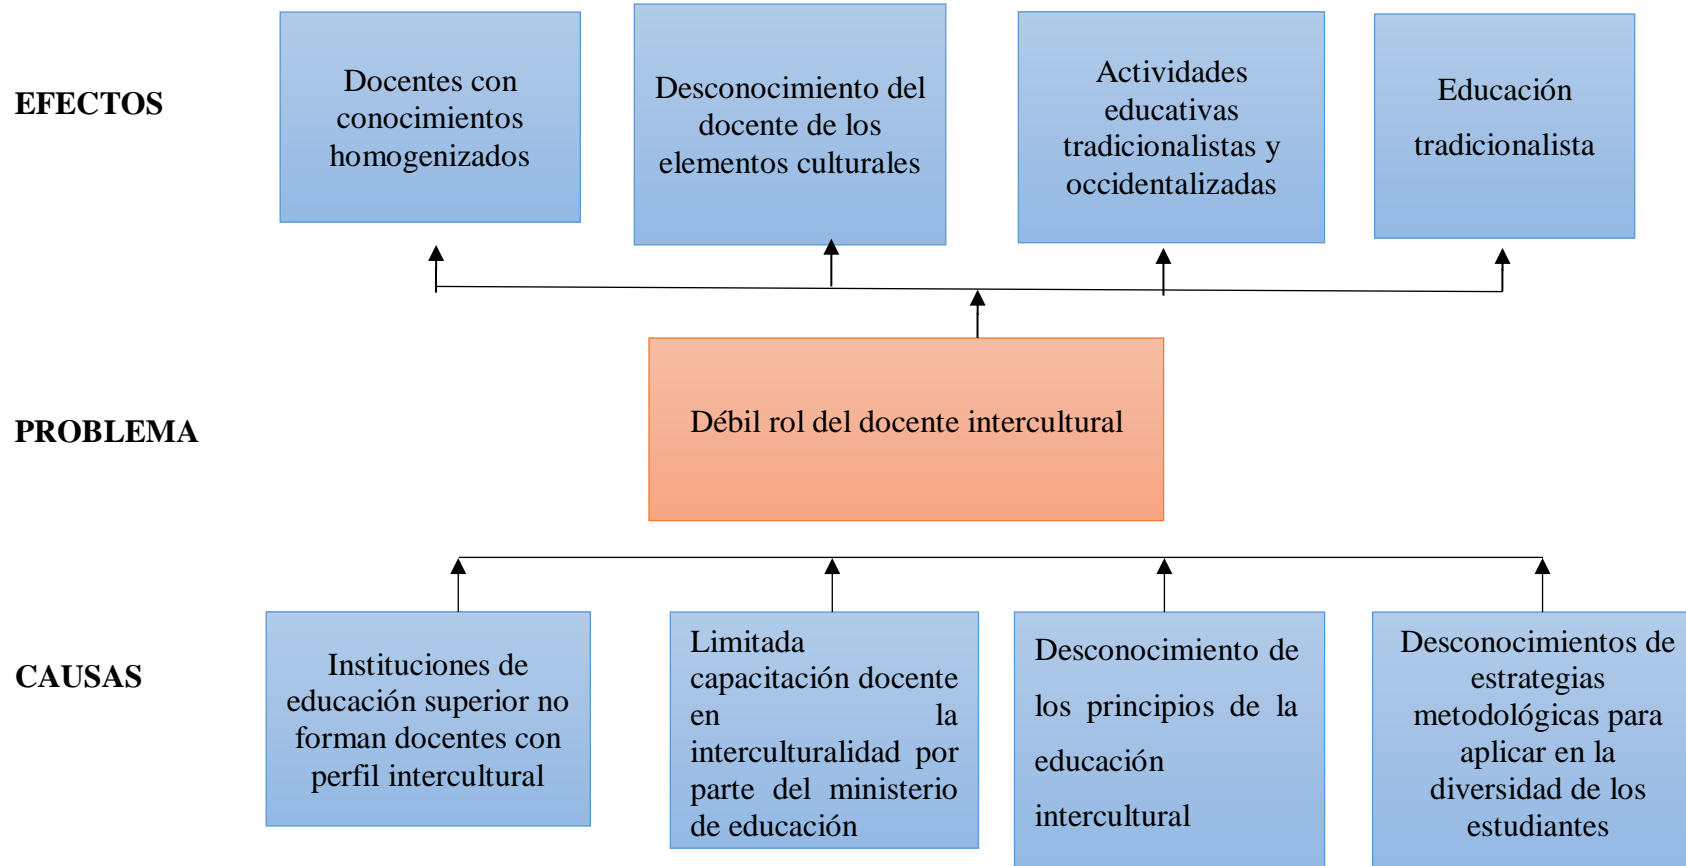 EFECTOS
Docentes con
conocimientos
homogenizados
Desconocimiento del
docente de los
elementos culturales
Actividades
educativas
tradicionalistas y
occidentalizadas
Educación
tradicionalista
PROBLEMA
Débil rol del docente intercultural
CAUSAS
Instituciones de
educación superior no
forman docentes con
perfil intercultural
Limitada
capacitación docente
en la
interculturalidad por
parte del ministerio
de educación
Desconocimiento de
los principios de la
educación
intercultural
Desconocimientos de
estrategias
metodológicas para
aplicar en la
diversidad de los
estudiantes